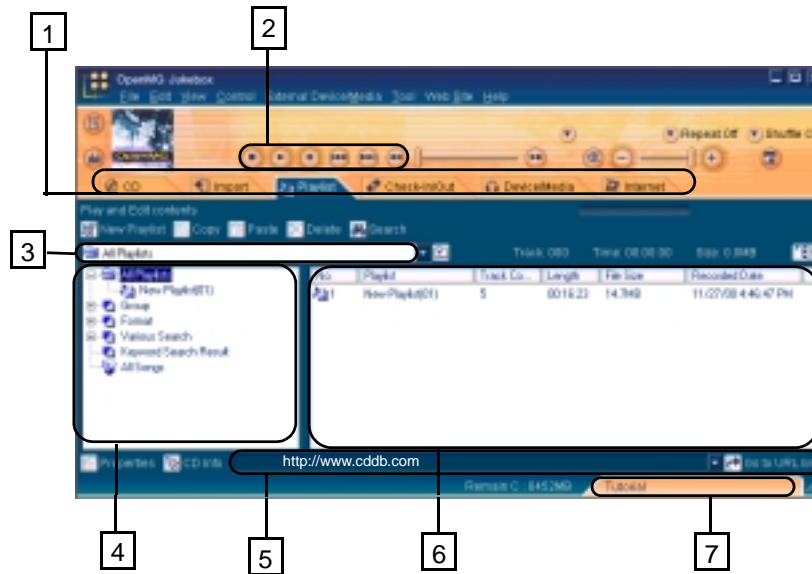 1
2
OpenMG Jukebox
File Edit View Control External Device/Media Tool Web Site Help
Repeat Off Shuffle
OpenMG
CD Import Playlist Check-In/Out Device/Media Internet
Play and Edit contents
New Playlist Copy Paste Delete Search
3
All Playlists Track: 000 Time: 00:00:00 Size: 0.0MB
All Playlists
New Playlist(01)
Group
Format
Various Search
Keyword Search Result
All Songs
No. Playlist Track Co... Length File Size Recorded Date
1 New Playlist(01) 5 00:16:23 14.7MB 11/27/00 4:46:47 PM
Properties CD Info http://www.cddb.com Go to URL
Remain C : 8452MB Tutorial
4
5
6
7